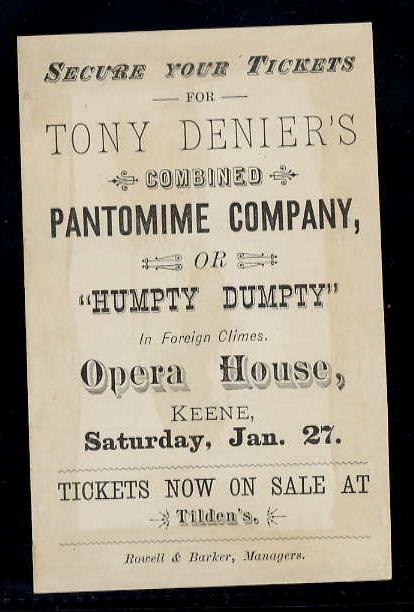 SECURE YOUR TICKETS
FOR
TONY DENIER'S
COMBINED
PANTOMIME COMPANY,
OR
"HUMPTY DUMPTY"
In Foreign Climes.
Opera House,
KEENE,
Saturday, Jan. 27.
TICKETS NOW ON SALE AT
Tilden's.
Rowell & Barker, Managers.